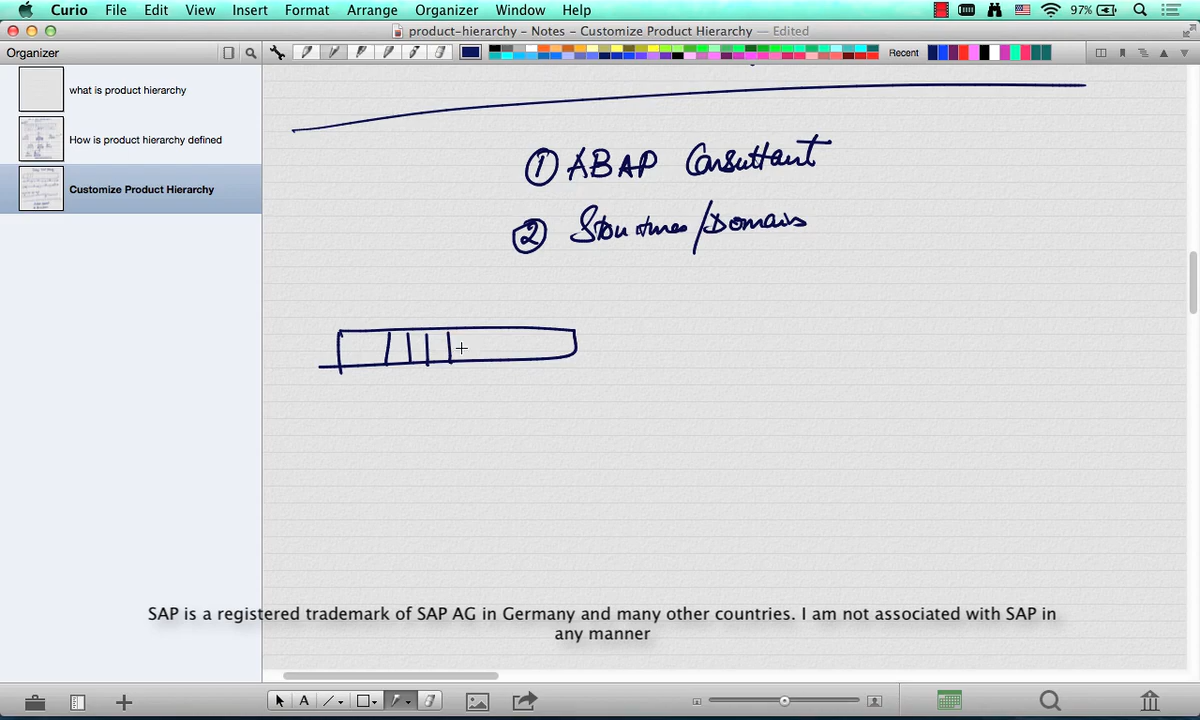 Curio File Edit View Insert Format Arrange Organizer Window Help 97%
product-hierarchy – Notes – Customize Product Hierarchy — Edited
Organizer
Recent
what is product hierarchy
How is product hierarchy defined
Customize Product Hierarchy
① ABAP Consultant
② Structures/Domains
SAP is a registered trademark of SAP AG in Germany and many other countries. I am not associated with SAP in
any manner
A